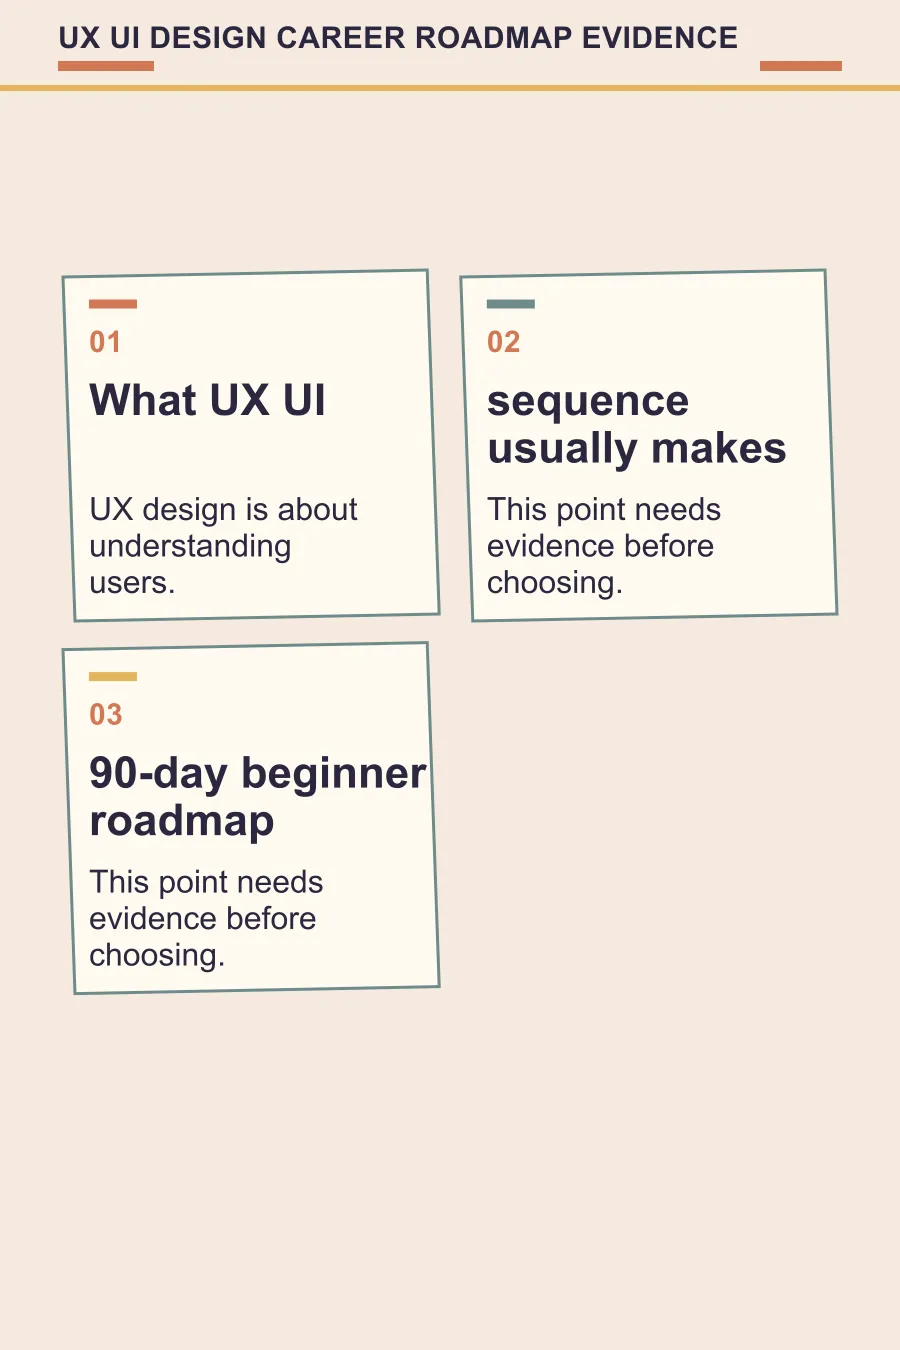 UX UI DESIGN CAREER ROADMAP EVIDENCE
01
What UX UI
UX design is about
understanding
users.
02
sequence
usually makes
This point needs
evidence before
choosing.
03
90-day beginner
roadmap
This point needs
evidence before
choosing.